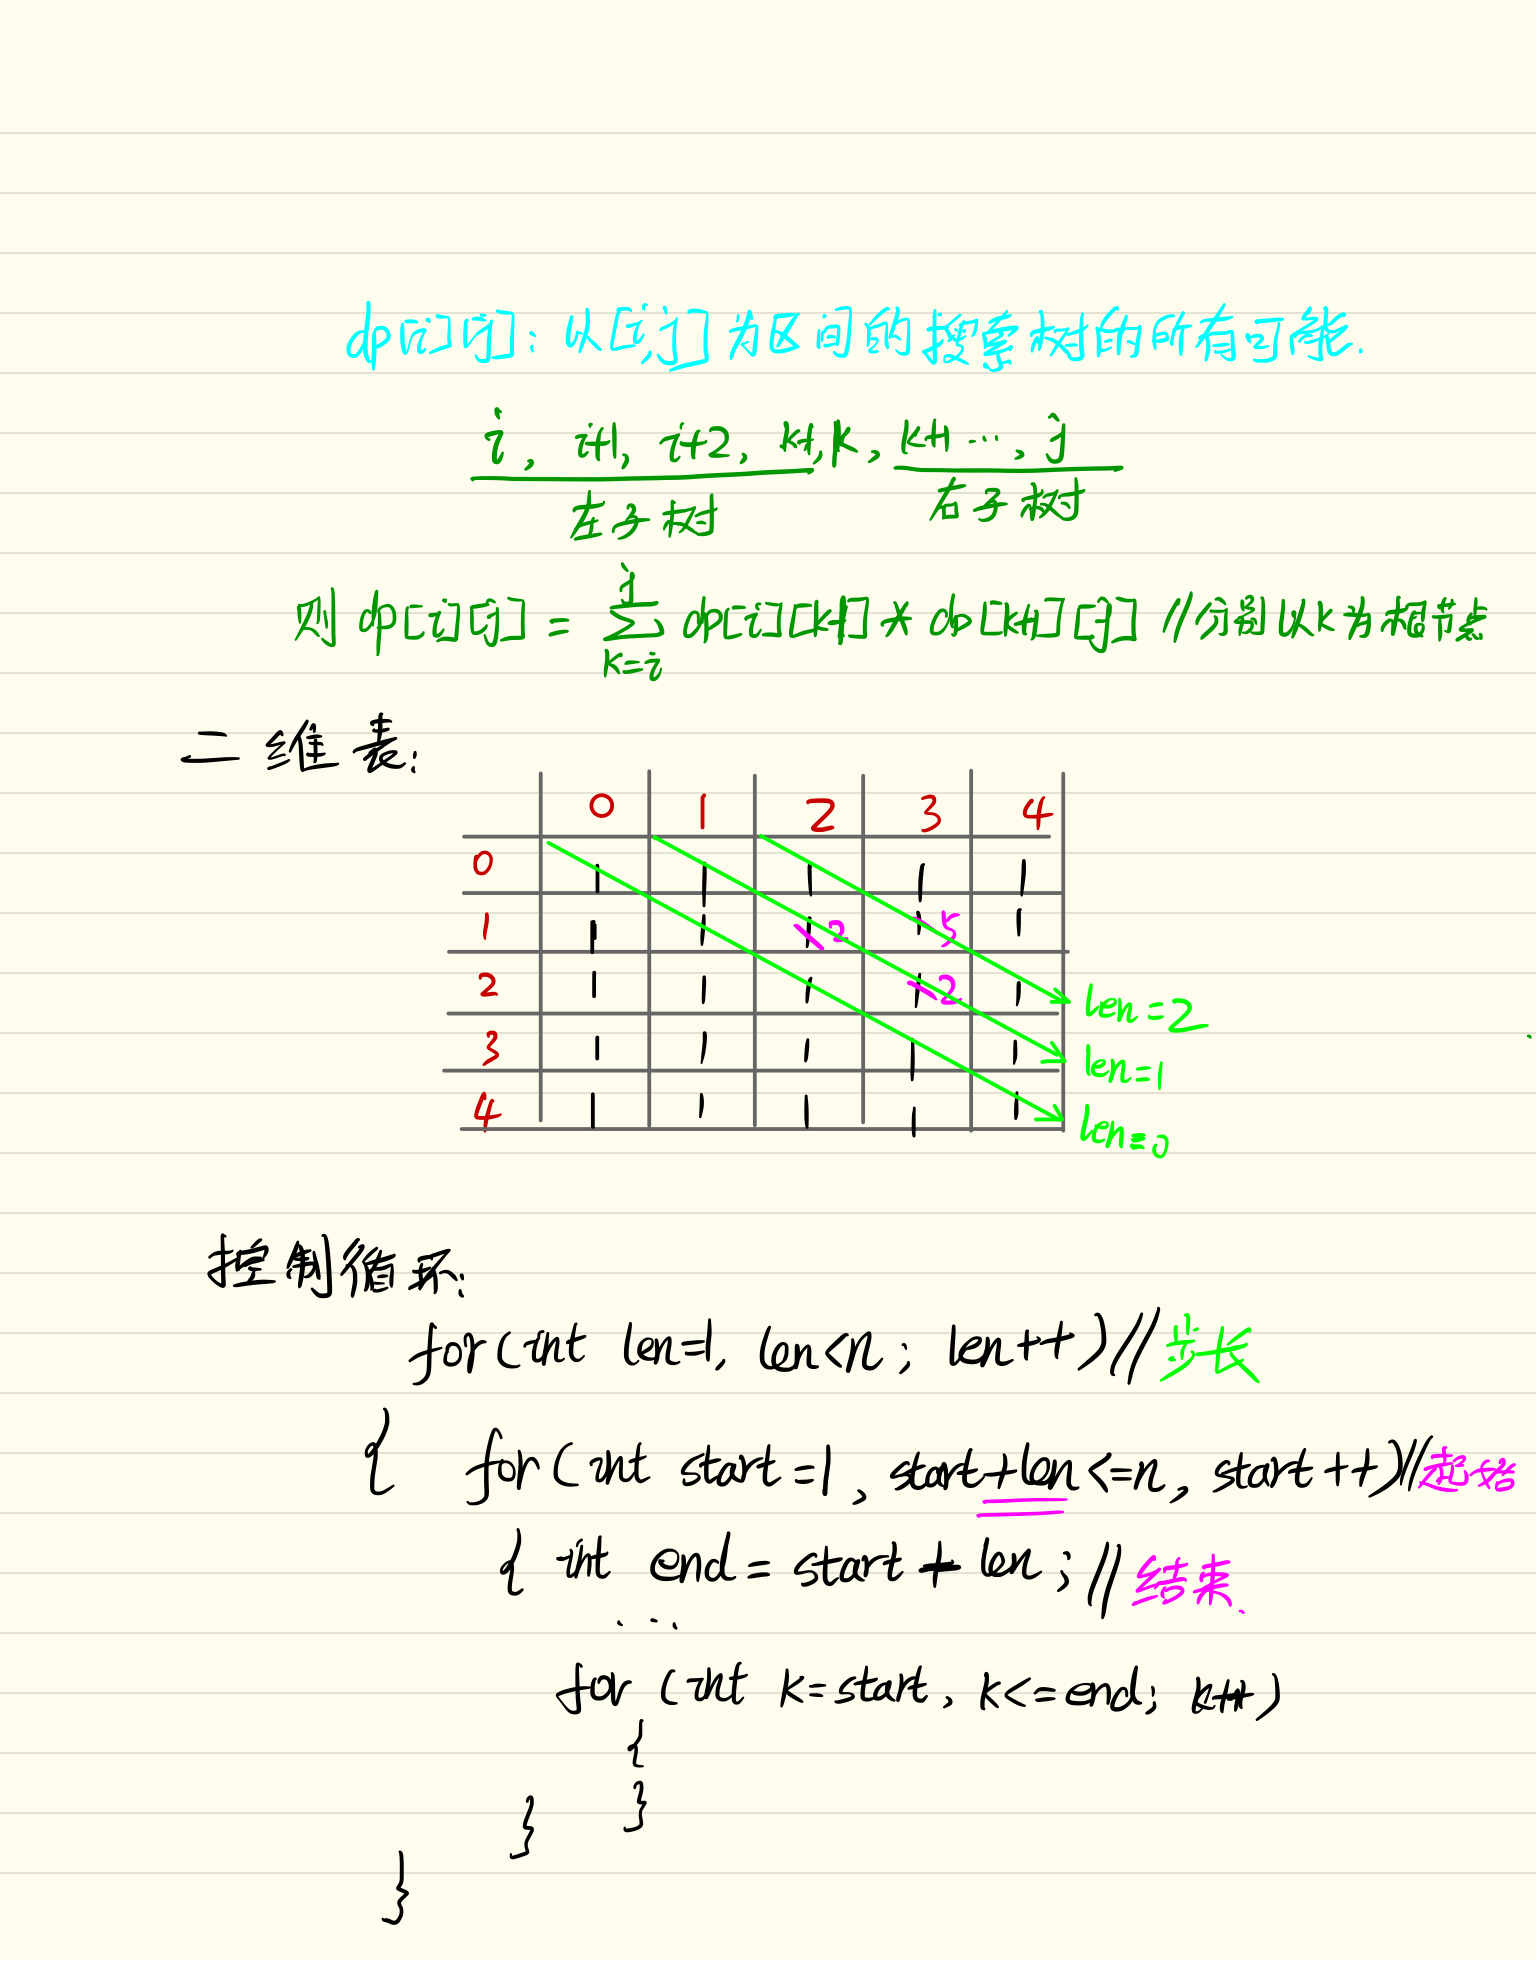 dp[i][j]: 以[i,j]为区间的搜索树的所有可能.
i, i+1, i+2, k-1, k, k+1 ..., j
左子树 右子树
则 dp[i][j] = ∑ dp[i][k-1] * dp[k+1][j] //分别以k为根节点
j
k=i
二维表:
0 1 2 3 4
0 1 1 1 1 1
1 1 1 1 2 1 5 1
2 1 1 1 1 2 1
3 1 1 1 1 1
4 1 1 1 1 1
len=2
len=1
len=0
控制循环:
for(int len=1, len<n; len++)//步长
{ for(int start=1, start+len<=n, start++)//起始
{ int end = start + len; //结束.
...
for (int k=start, k<=end; k++)
{
}
}
}